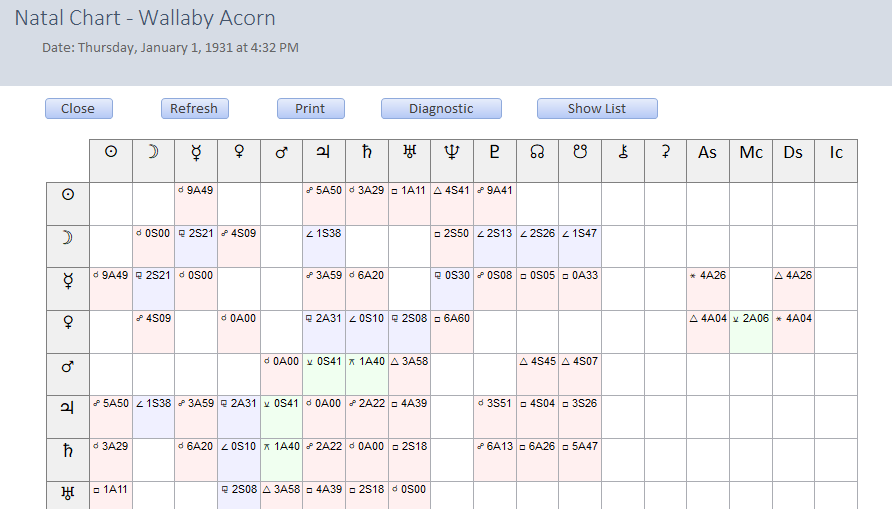 Natal Chart - Wallaby Acorn
Date: Thursday, January 1, 1931 at 4:32 PM
Close Refresh Print Diagnostic Show List
☉ ☽ ☿ ♀ ♂ ♃ ♄ ♅ ♆ ♇ ☊ ☋ ⚷ ⚳ As Mc Ds Ic
☉ ☌ 9A49 ☍ 5A50 ☌ 3A29 □ 1A11 △ 4S41 ☍ 9A41
☽ ☌ 0S00 ⚼ 2S21 ☍ 4S09 ∠ 1S38 □ 2S50 ∠ 2S13 ∠ 2S26 ∠ 1S47
☿ ☌ 9A49 ⚼ 2S21 ☌ 0S00 ☍ 3A59 ☌ 6A20 ⚼ 0S30 ☍ 0S08 □ 0S05 □ 0A33 ⚹ 4A26 △ 4A26
♀ ☍ 4S09 ☌ 0A00 ⚼ 2A31 ∠ 0S10 ⚼ 2S08 □ 6A60 △ 4A04 ⚺ 2A06 ⚹ 4A04
♂ ☌ 0A00 ⚺ 0S41 ⚻ 1A40 △ 3A58 △ 4S45 △ 4S07
♃ ☍ 5A50 ∠ 1S38 ☍ 3A59 ⚼ 2A31 ⚺ 0S41 ☌ 0A00 ☍ 2A22 □ 4A39 ☌ 3S51 □ 4S04 □ 3S26
♄ ☌ 3A29 ☌ 6A20 ∠ 0S10 ⚻ 1A40 ☍ 2A22 ☌ 0A00 □ 2S18 ☍ 6A13 □ 6A26 □ 5A47
♅ □ 1A11 ⚼ 2S08 △ 3A58 □ 4A39 □ 2S18 ☌ 0S00